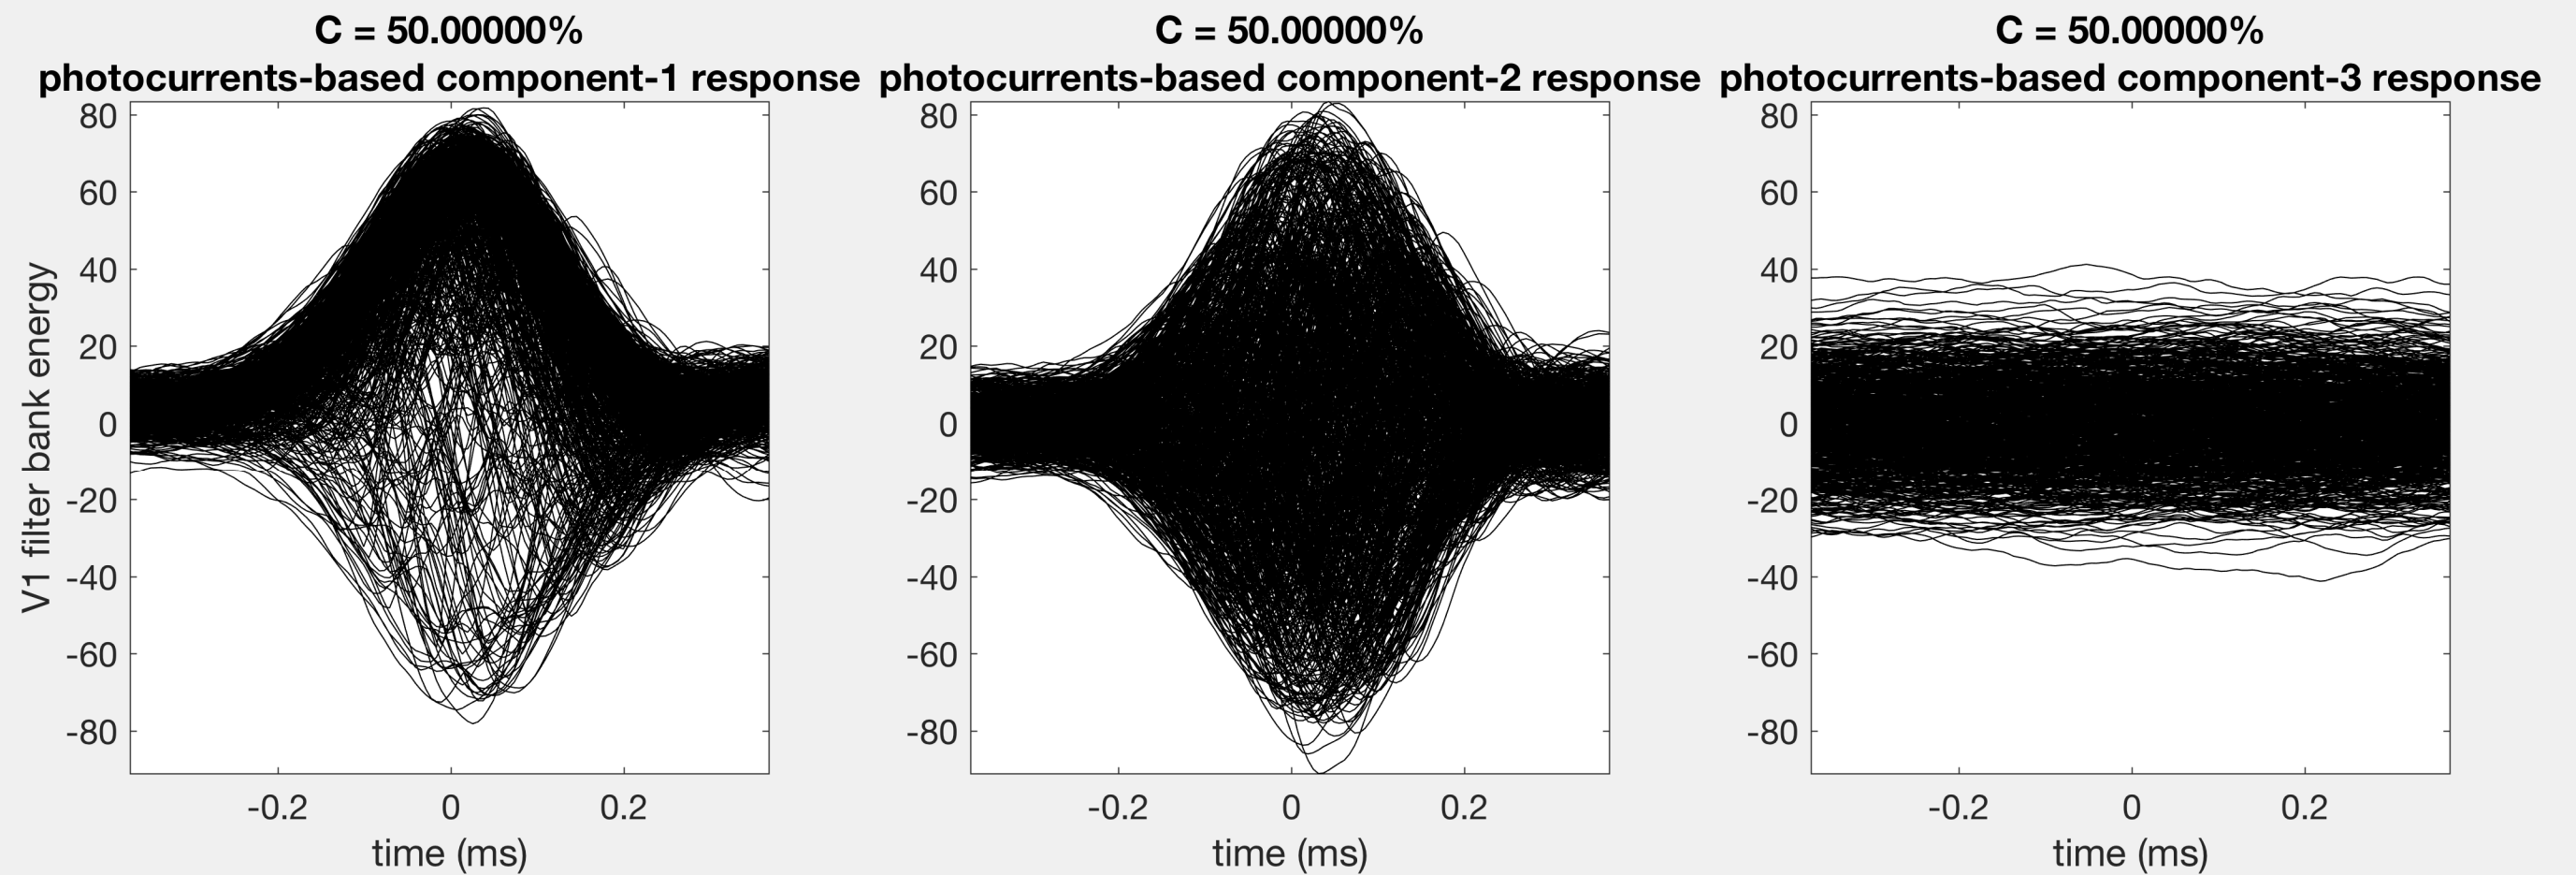 C = 50.00000%
photocurrents-based component-1 response
80
60
40
20
0
-20
-40
-60
-80
V1 filter bank energy
-0.2 0 0.2
time (ms)
C = 50.00000%
photocurrents-based component-2 response
80
60
40
20
0
-20
-40
-60
-80
-0.2 0 0.2
time (ms)
C = 50.00000%
photocurrents-based component-3 response
80
60
40
20
0
-20
-40
-60
-80
-0.2 0 0.2
time (ms)